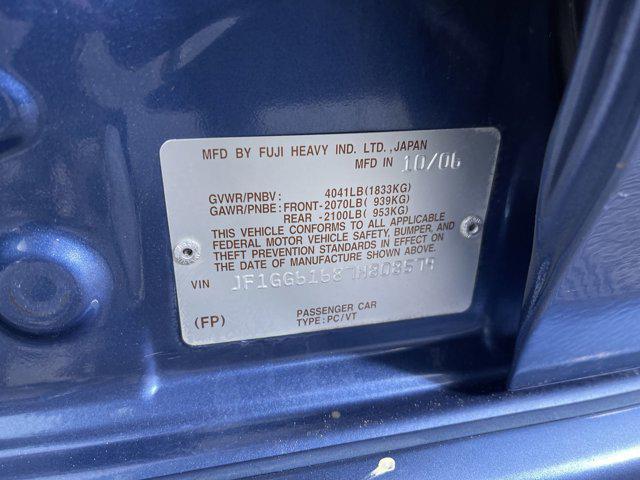 MFD BY FUJI HEAVY IND. LTD.,JAPAN
MFD IN 10/06
GVWR/PNBV: 4041LB(1833KG)
GAWR/PNBE: FRONT-2070LB( 939KG)
REAR -2100LB( 953KG)
THIS VEHICLE CONFORMS TO ALL APPLICABLE
FEDERAL MOTOR VEHICLE SAFETY, BUMPER, AND
THEFT PREVENTION STANDARDS IN EFFECT ON
THE DATE OF MANUFACTURE SHOWN ABOVE.
VIN JF1GG61687H808574
(FP) PASSENGER CAR
TYPE:PC/VT